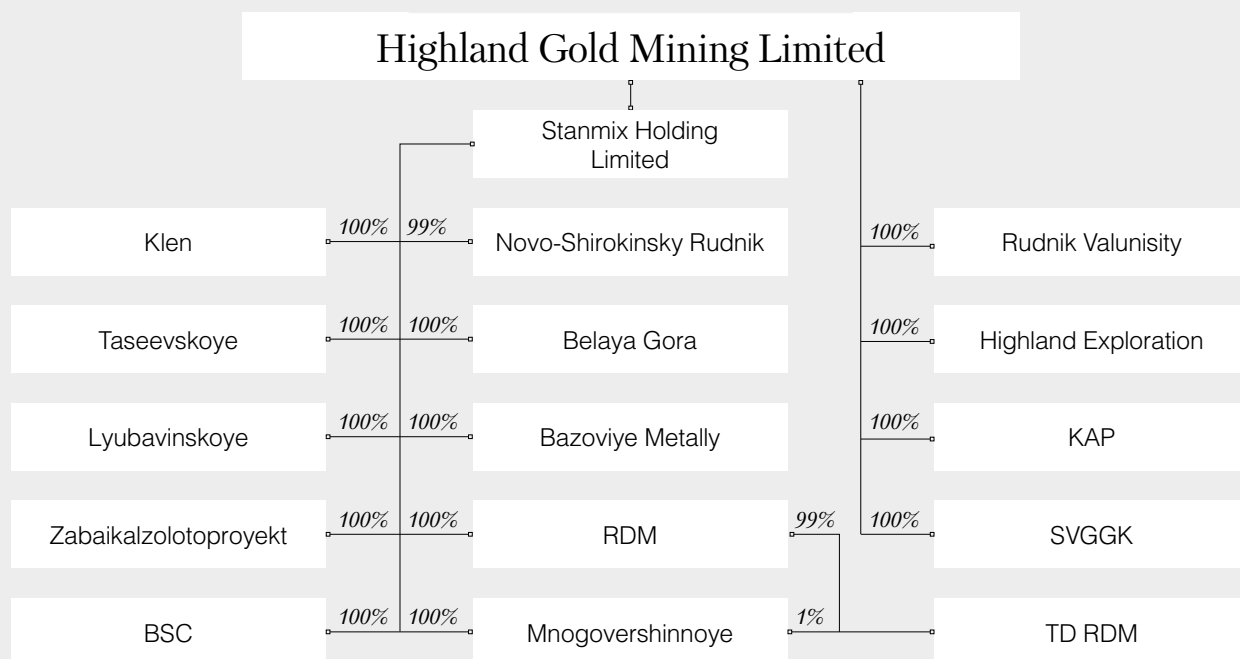 Highland Gold Mining Limited
Stanmix Holding
Limited
Klen
100%
99%
Novo-Shirokinsky Rudnik
100%
Rudnik Valunisity
Taseevskoye
100%
100%
Belaya Gora
100%
Highland Exploration
Lyubavinskoye
100%
100%
Bazoviye Metally
100%
KAP
Zabaikalzolotoproyekt
100%
100%
RDM
99%
100%
SVGGK
BSC
100%
100%
Mnogovershinnoye
1%
TD RDM